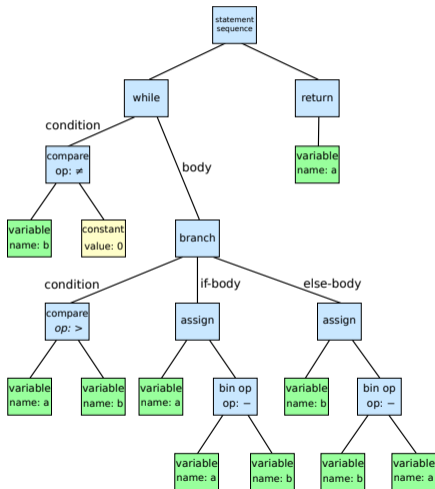 statement
sequence
while
return
condition
compare
op: ≠
body
variable
name: a
variable
name: b
constant
value: 0
branch
condition
if-body
else-body
compare
op: >
assign
assign
variable
name: a
variable
name: b
variable
name: a
bin op
op: −
variable
name: b
bin op
op: −
variable
name: a
variable
name: b
variable
name: b
variable
name: a